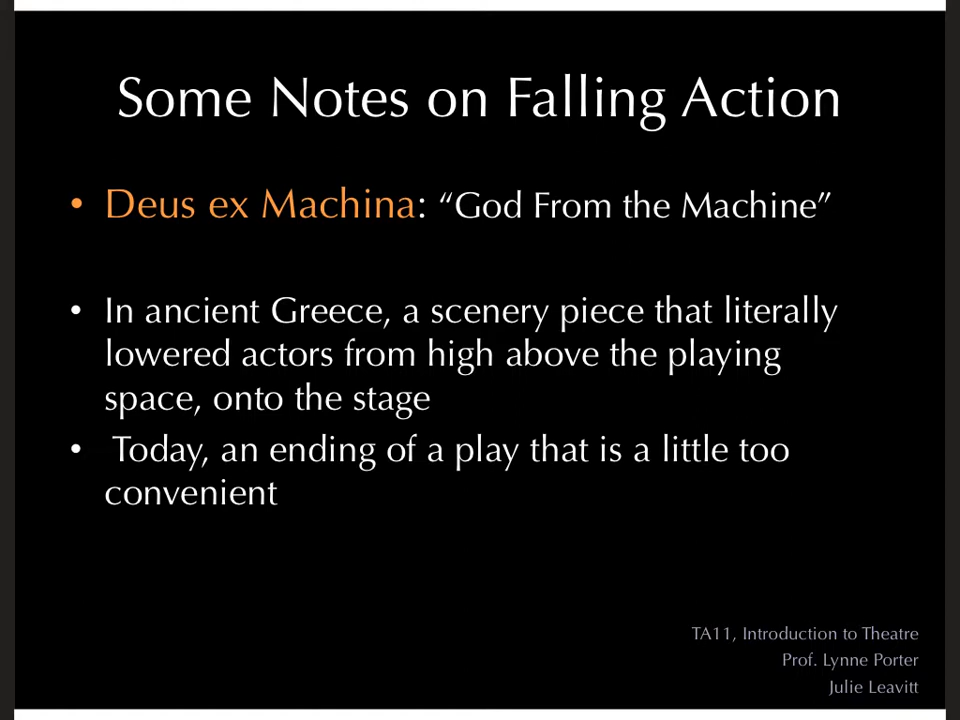 Some Notes on Falling Action
• Deus ex Machina: “God From the Machine”
• In ancient Greece, a scenery piece that literally
lowered actors from high above the playing
space, onto the stage
• Today, an ending of a play that is a little too
convenient
TA11, Introduction to Theatre
Prof. Lynne Porter
Julie Leavitt